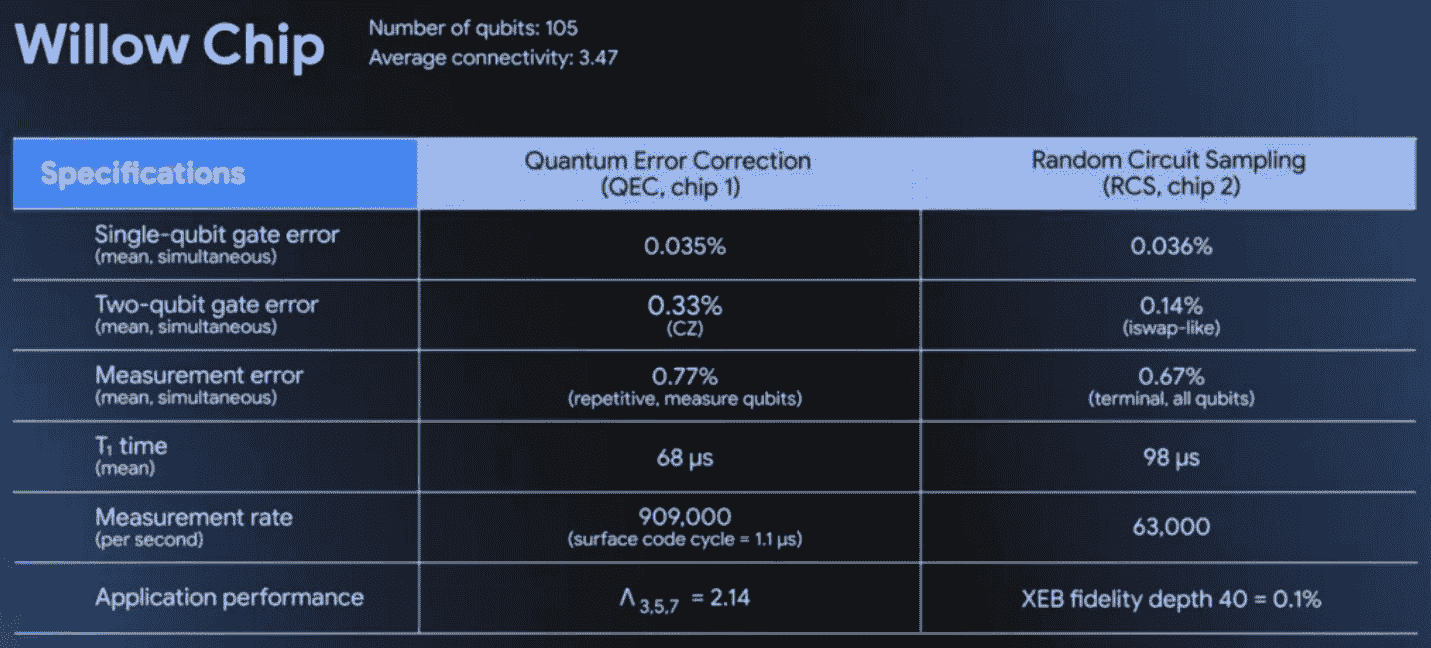 Willow Chip
Number of qubits: 105
Average connectivity: 3.47
Specifications
Quantum Error Correction
(QEC, chip 1)
Random Circuit Sampling
(RCS, chip 2)
Single-qubit gate error
(mean, simultaneous)
0.035%
0.036%
Two-qubit gate error
(mean, simultaneous)
0.33%
(CZ)
0.14%
(iswap-like)
Measurement error
(mean, simultaneous)
0.77%
(repetitive, measure qubits)
0.67%
(terminal, all qubits)
T₁ time
(mean)
68 µs
98 µs
Measurement rate
(per second)
909,000
(surface code cycle = 1.1 µs)
63,000
Application performance
Λ₃,₅,₇ = 2.14
XEB fidelity depth 40 = 0.1%